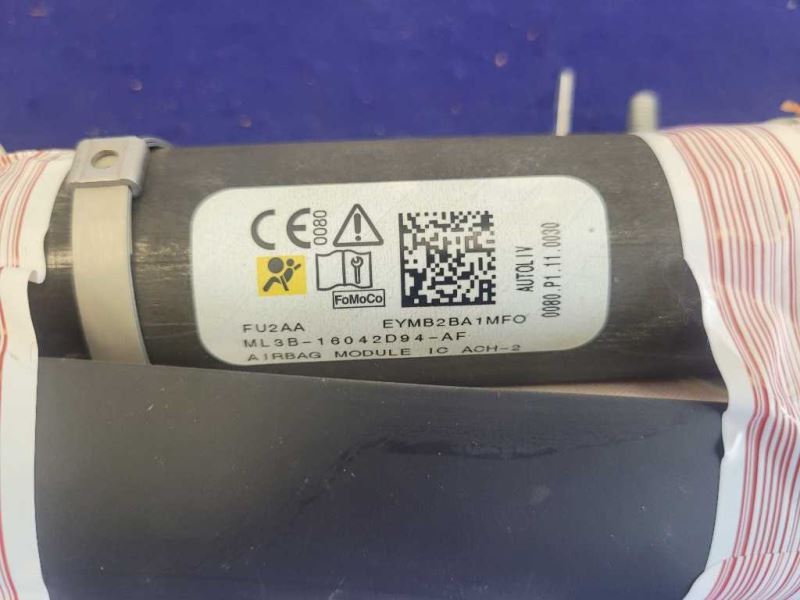 CE 0080
FoMoCo
AUTOLIV
0080.P1.11.0030
FU2AA EYMB2BA1MFO
ML3B-16042D94-AF
AIRBAG MODULE IC ACH-2